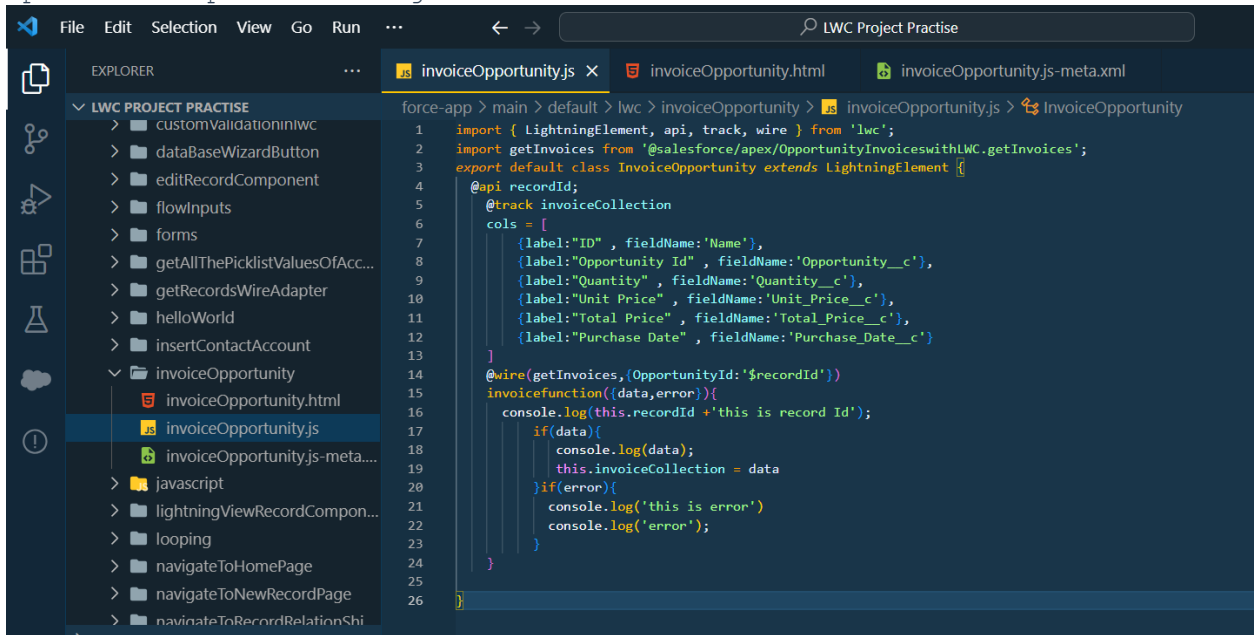 File Edit Selection View Go Run ··· ← → LWC Project Practise
EXPLORER ···
LWC PROJECT PRACTISE
customValidationinlwc
dataBaseWizardButton
editRecordComponent
flowInputs
forms
getAllThePicklistValuesOfAcc...
getRecordsWireAdapter
helloWorld
insertContactAccount
invoiceOpportunity
invoiceOpportunity.html
JS invoiceOpportunity.js
invoiceOpportunity.js-meta....
javascript
lightningViewRecordCompon...
looping
navigateToHomePage
navigateToNewRecordPage
navigateToRecordRelationShi
JS invoiceOpportunity.js × invoiceOpportunity.html invoiceOpportunity.js-meta.xml
force-app > main > default > lwc > invoiceOpportunity > JS invoiceOpportunity.js > InvoiceOpportunity
1 import { LightningElement, api, track, wire } from 'lwc';
2 import getInvoices from '@salesforce/apex/OpportunityInvoiceswithLWC.getInvoices';
3 export default class InvoiceOpportunity extends LightningElement {
4 @api recordId;
5 @track invoiceCollection
6 cols = [
7 {label:"ID" , fieldName:'Name'},
8 {label:"Opportunity Id" , fieldName:'Opportunity__c'},
9 {label:"Quantity" , fieldName:'Quantity__c'},
10 {label:"Unit Price" , fieldName:'Unit_Price__c'},
11 {label:"Total Price" , fieldName:'Total_Price__c'},
12 {label:"Purchase Date" , fieldName:'Purchase_Date__c'}
13 ]
14 @wire(getInvoices,{OpportunityId:'$recordId'})
15 invoicefunction({data,error}){
16 console.log(this.recordId +'this is record Id');
17 if(data){
18 console.log(data);
19 this.invoiceCollection = data
20 }if(error){
21 console.log('this is error')
22 console.log('error');
23 }
24 }
25
26 }